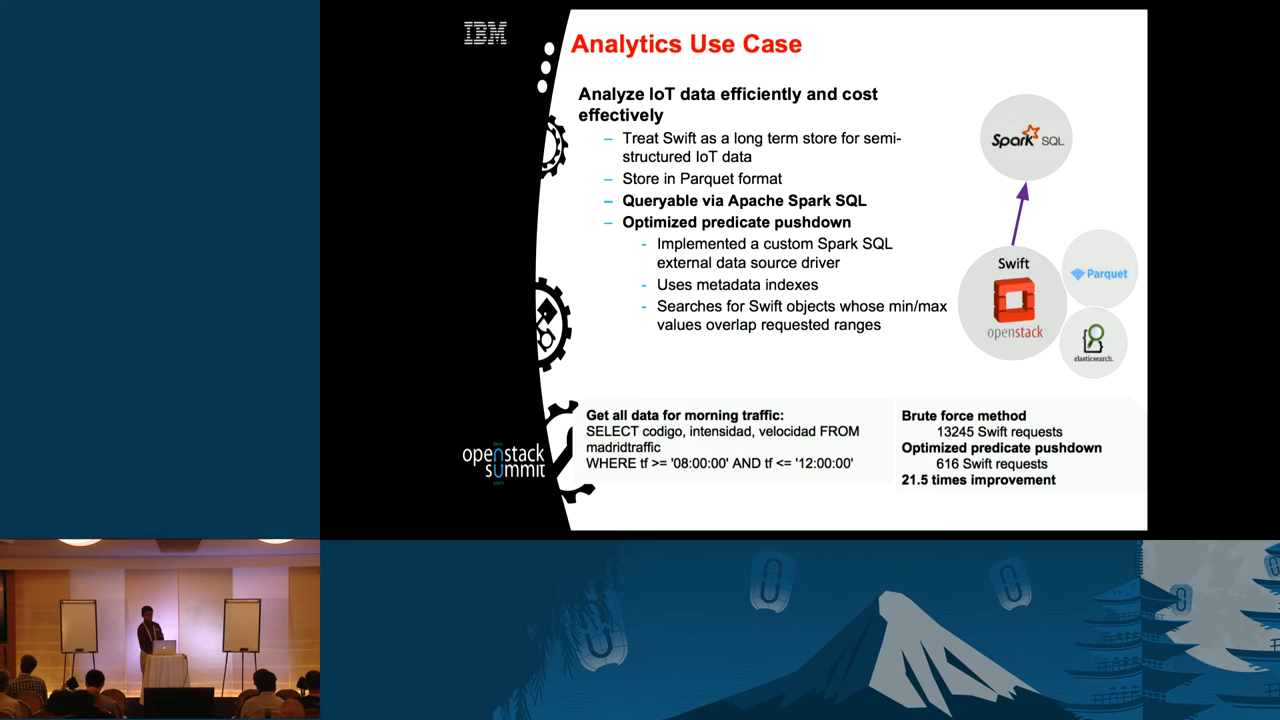 IBM
Analytics Use Case
Analyze IoT data efficiently and cost
effectively
– Treat Swift as a long term store for semi-
structured IoT data
– Store in Parquet format
– Queryable via Apache Spark SQL
– Optimized predicate pushdown
- Implemented a custom Spark SQL
external data source driver
- Uses metadata indexes
- Searches for Swift objects whose min/max
values overlap requested ranges
Spark SQL
Swift
openstack
Parquet
elasticsearch.
Get all data for morning traffic:
SELECT codigo, intensidad, velocidad FROM
madridtraffic
WHERE tf >= '08:00:00' AND tf <= '12:00:00'
Brute force method
13245 Swift requests
Optimized predicate pushdown
616 Swift requests
21.5 times improvement
openstack
summit